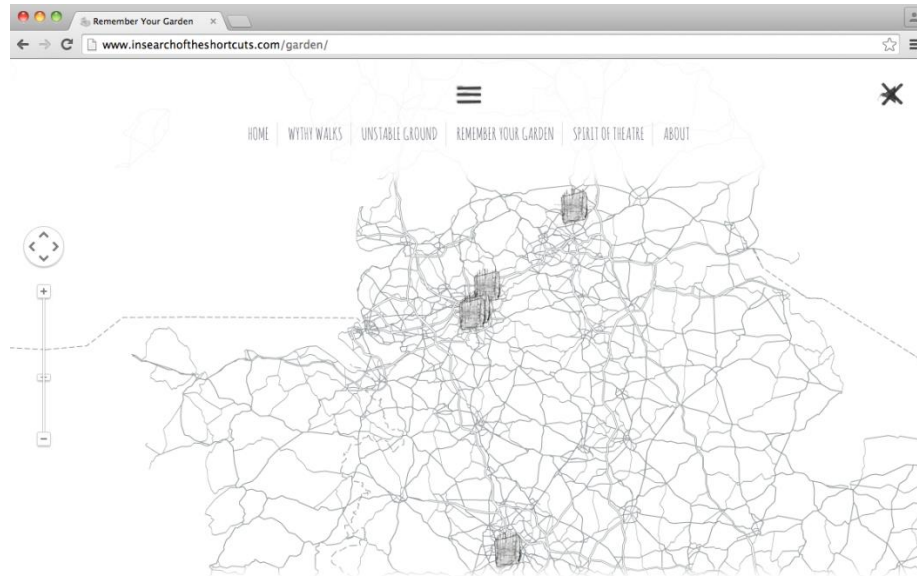 Remember Your Garden
www.insearchoftheshortcuts.com/garden/
HOME WYTHY WALKS UNSTABLE GROUND REMEMBER YOUR GARDEN SPIRIT OF THEATRE ABOUT